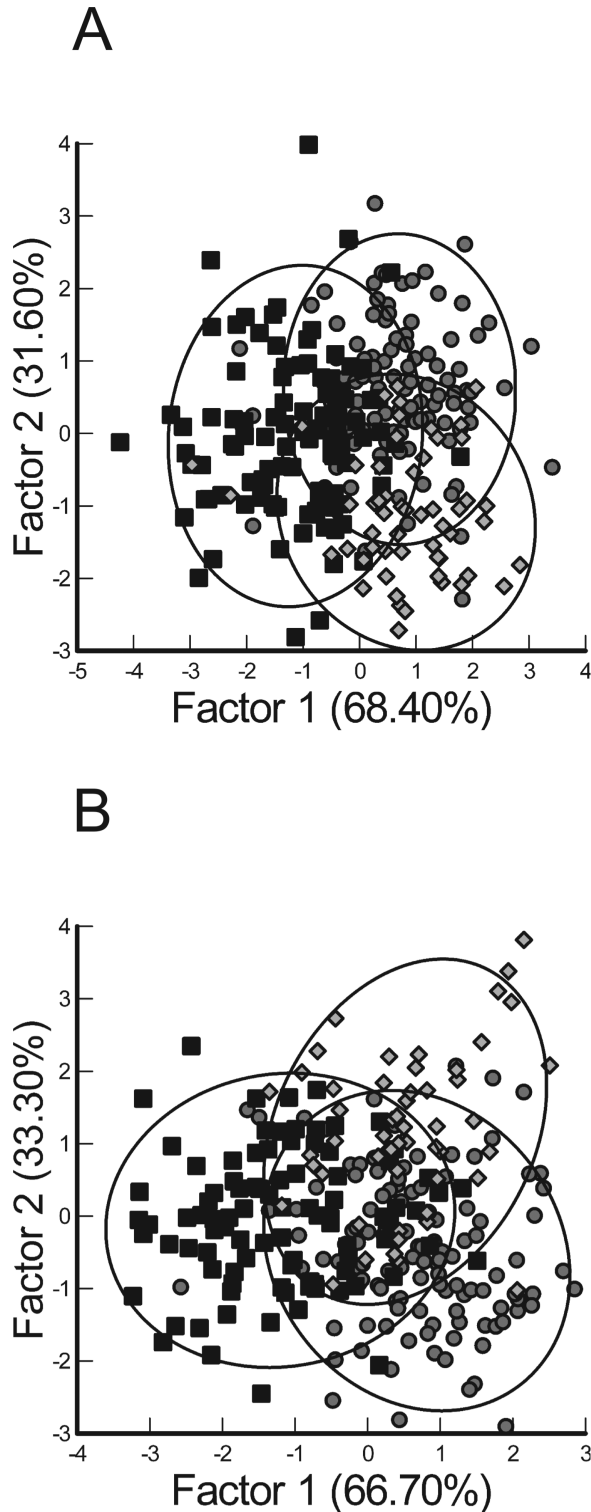 A
4
3
2
1
0
-1
-2
-3
Factor 2 (31.60%)
-5 -4 -3 -2 -1 0 1 2 3 4
Factor 1 (68.40%)
B
4
3
2
1
0
-1
-2
-3
Factor 2 (33.30%)
-4 -3 -2 -1 0 1 2 3
Factor 1 (66.70%)